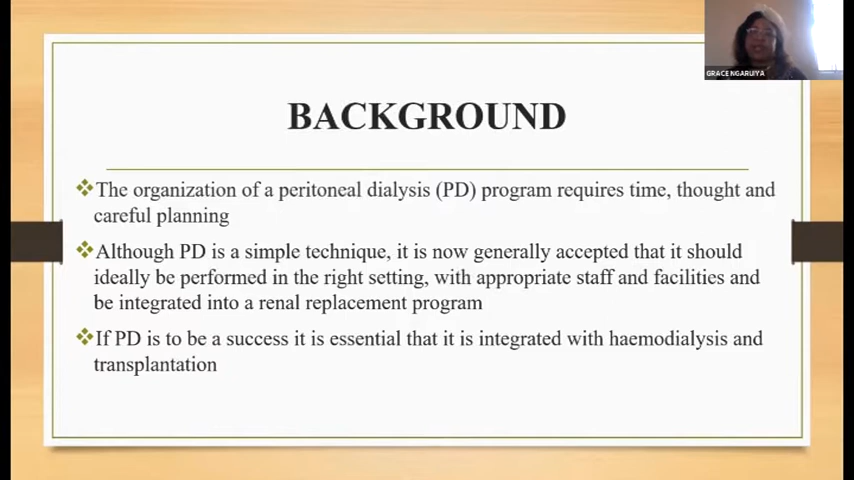 GRACE NGARUIYA
BACKGROUND
❖The organization of a peritoneal dialysis (PD) program requires time, thought and
careful planning
❖Although PD is a simple technique, it is now generally accepted that it should
ideally be performed in the right setting, with appropriate staff and facilities and
be integrated into a renal replacement program
❖If PD is to be a success it is essential that it is integrated with haemodialysis and
transplantation